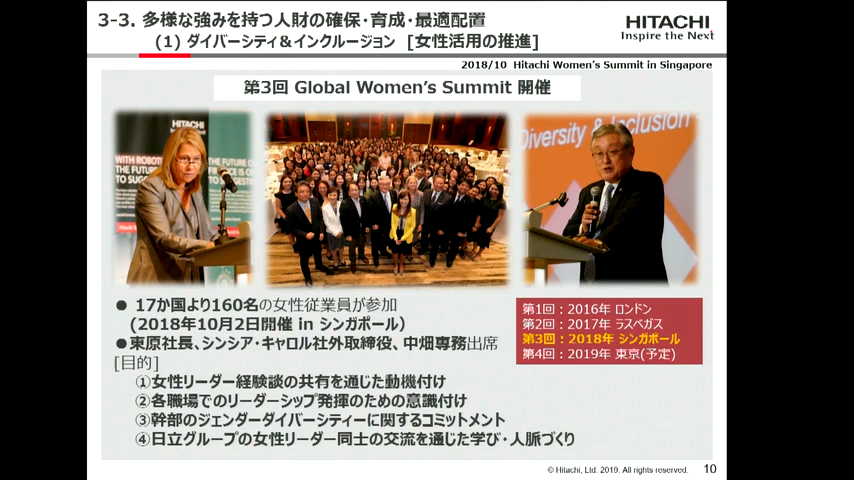 3-3. 多様な強みを持つ人財の確保・育成・最適配置
(1) ダイバーシティ＆インクルージョン [女性活用の推進]
HITACHI
Inspire the Next
2018/10 Hitachi Women's Summit in Singapore
第3回 Global Women's Summit 開催
HITACHI
WITH ROBOTI
THE FUTURE
THE FUTURE O
Diversity & Inclusion
● 17か国より160名の女性従業員が参加
(2018年10月2日開催 in シンガポール)
●東原社長、シンシア・キャロル社外取締役、中畑専務出席
[目的]
①女性リーダー経験談の共有を通じた動機付け
②各職場でのリーダーシップ発揮のための意識付け
③幹部のジェンダーダイバーシティーに関するコミットメント
④日立グループの女性リーダー同士の交流を通じた学び・人脈づくり
第1回：2016年 ロンドン
第2回：2017年 ラスベガス
第3回：2018年 シンガポール
第4回：2019年 東京(予定)
© Hitachi, Ltd. 2019. All rights reserved.
10